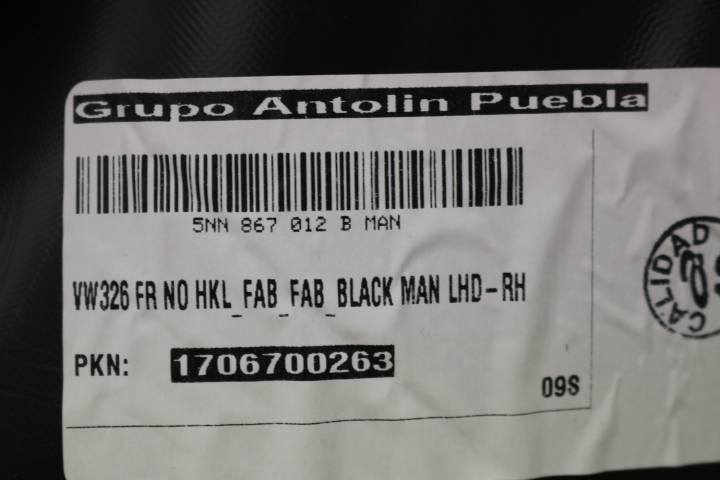 Grupo Antolin Puebla
5NN 867 012 B MAN
VW326 FR NO HKL_FAB_FAB_BLACK MAN LHD-RH
PKN: 1706700263
09S
CALIDAD